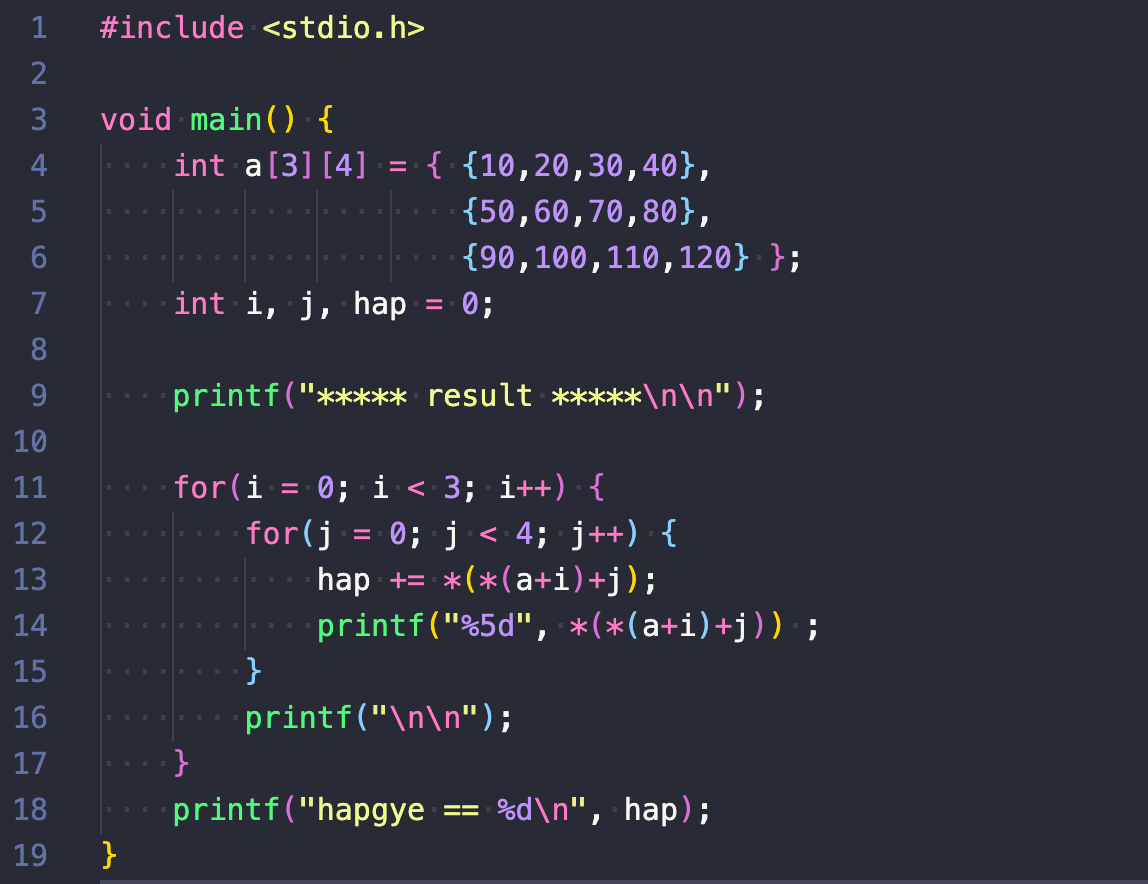 1 #include <stdio.h>
2
3 void main() {
4     int a[3][4] = { {10,20,30,40},
5                     {50,60,70,80},
6                     {90,100,110,120} };
7     int i, j, hap = 0;
8
9     printf("***** result *****\n\n");
10
11     for(i = 0; i < 3; i++) {
12         for(j = 0; j < 4; j++) {
13             hap += *(*(a+i)+j);
14             printf("%5d", *(*(a+i)+j)) ;
15         }
16         printf("\n\n");
17     }
18     printf("hapgye == %d\n", hap);
19 }